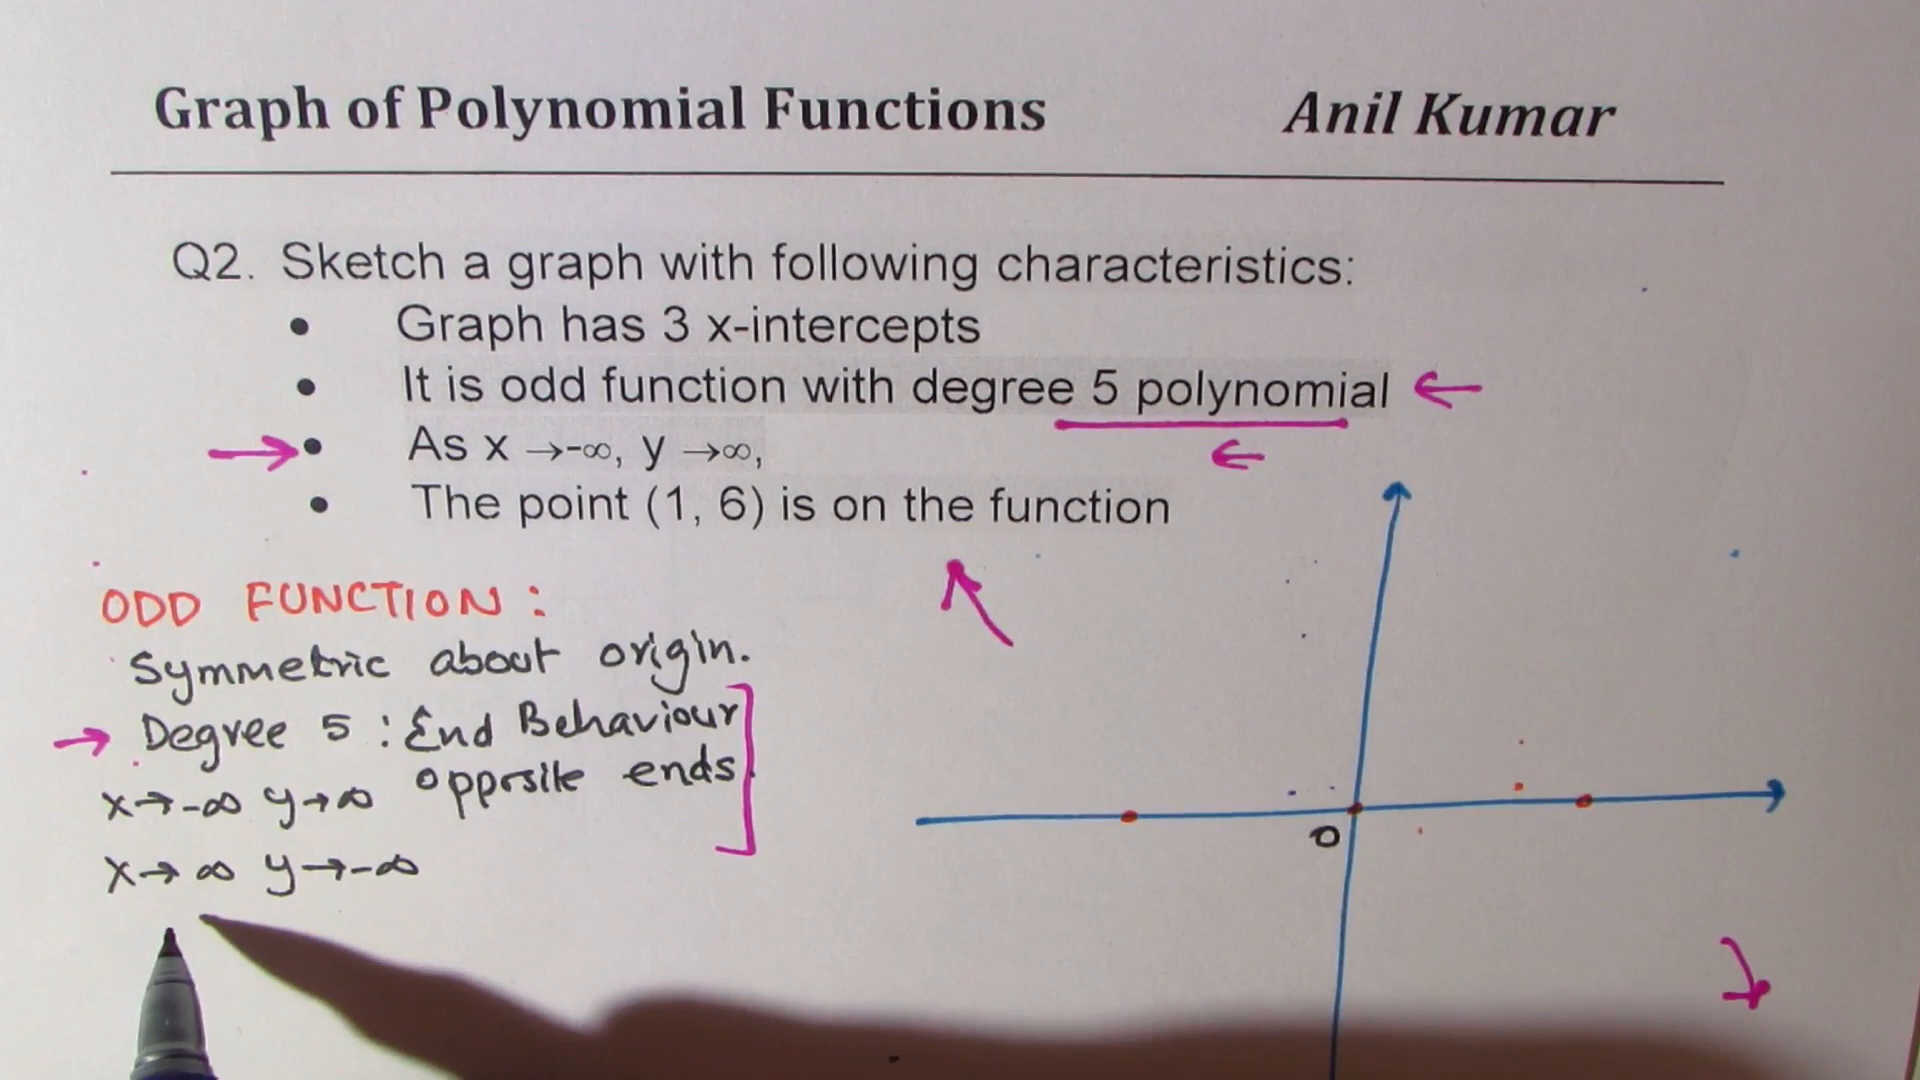 Graph of Polynomial Functions Anil Kumar
Q2. Sketch a graph with following characteristics:
• Graph has 3 x-intercepts
• It is odd function with degree 5 polynomial ←
→ • As x →-∞, y →∞, ←
• The point (1, 6) is on the function
ODD FUNCTION :
Symmetric about origin.
→ Degree 5 : End Behaviour
opposite ends
x→-∞ y→∞
x→ ∞ y→-∞
0